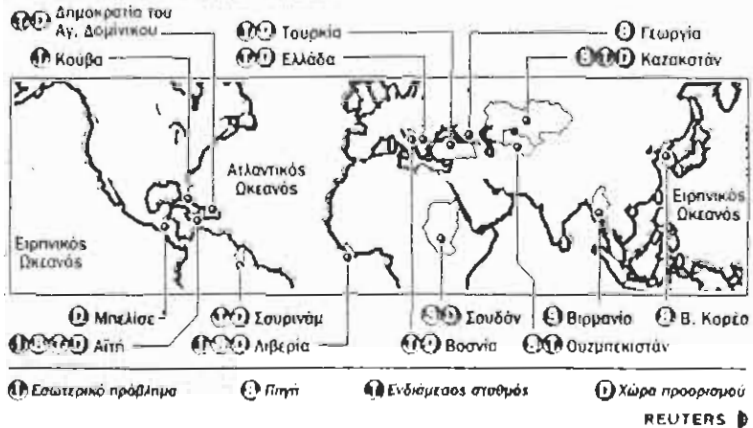 Δημοκρατία του
Αγ. Δομίνικου
Τουρκία
Γεωργία
Κούβα
Ελλάδα
Καζακστάν
Ατλαντικός
Ωκεανός
Ειρηνικός
Ωκεανός
Ειρηνικός
Ωκεανός
D Μπελίσε
Σουρινάμ
Σουδάν
S Βιρμανία
Β. Κορέα
Αϊτή
Λιβερία
Βοσνία
Ουζμπεκιστάν
Εσωτερικό πρόβλημα
Πηγή
Ενδιάμεσος σταθμός
D Χώρα προορισμού
REUTERS